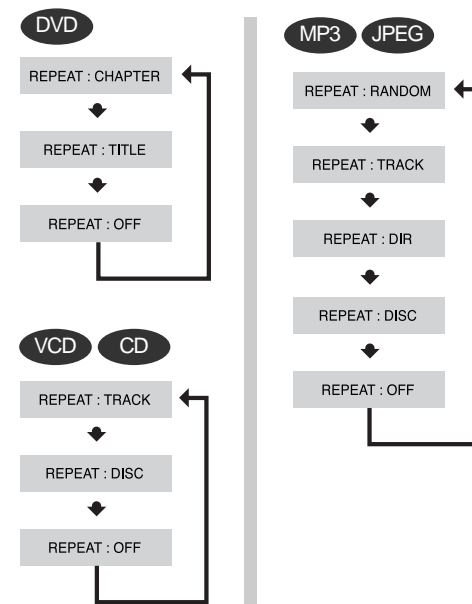 DVD
REPEAT : CHAPTER
REPEAT : TITLE
REPEAT : OFF
VCD CD
REPEAT : TRACK
REPEAT : DISC
REPEAT : OFF
MP3 JPEG
REPEAT : RANDOM
REPEAT : TRACK
REPEAT : DIR
REPEAT : DISC
REPEAT : OFF